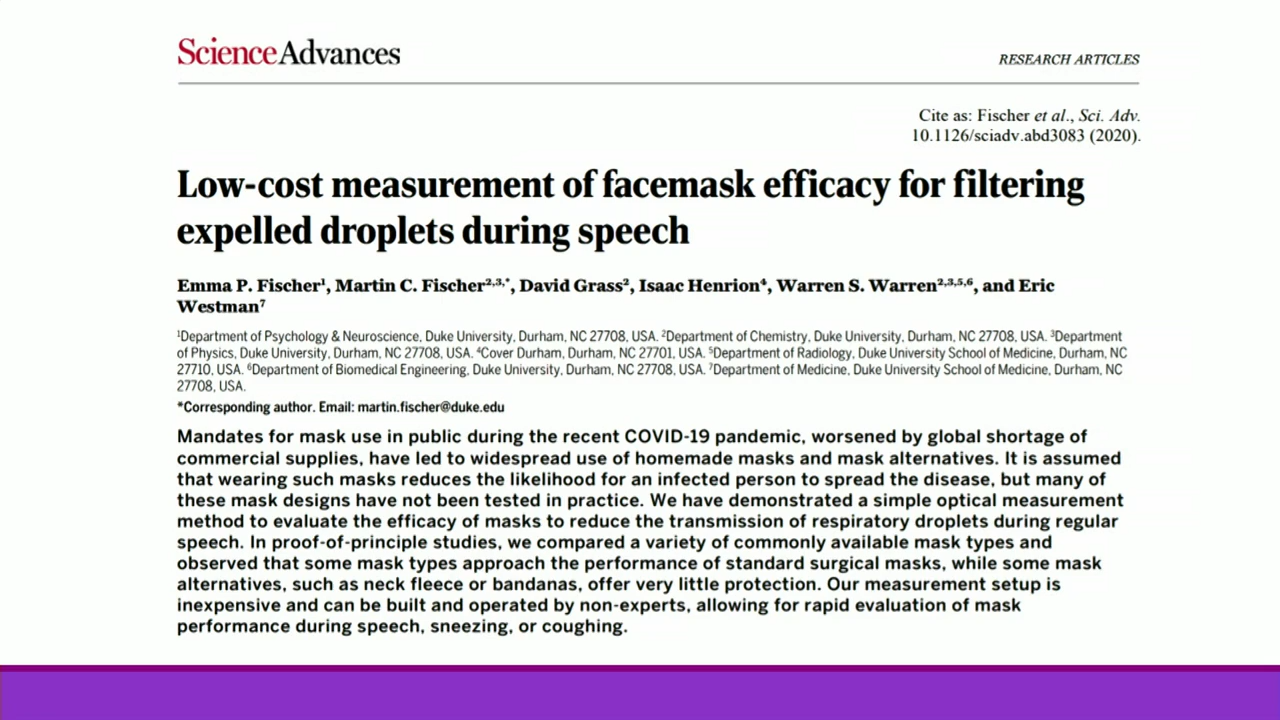 ScienceAdvances
RESEARCH ARTICLES
Cite as: Fischer et al., Sci. Adv.
10.1126/sciadv.abd3083 (2020).
Low-cost measurement of facemask efficacy for filtering
expelled droplets during speech
Emma P. Fischer¹, Martin C. Fischer²,³,*, David Grass², Isaac Henrion⁴, Warren S. Warren²,³,⁵,⁶, and Eric
Westman⁷
¹Department of Psychology & Neuroscience, Duke University, Durham, NC 27708, USA. ²Department of Chemistry, Duke University, Durham, NC 27708, USA. ³Department
of Physics, Duke University, Durham, NC 27708, USA. ⁴Cover Durham, Durham, NC 27701, USA. ⁵Department of Radiology, Duke University School of Medicine, Durham, NC
27710, USA. ⁶Department of Biomedical Engineering, Duke University, Durham, NC 27708, USA. ⁷Department of Medicine, Duke University School of Medicine, Durham, NC
27708, USA.
*Corresponding author. Email: martin.fischer@duke.edu
Mandates for mask use in public during the recent COVID-19 pandemic, worsened by global shortage of
commercial supplies, have led to widespread use of homemade masks and mask alternatives. It is assumed
that wearing such masks reduces the likelihood for an infected person to spread the disease, but many of
these mask designs have not been tested in practice. We have demonstrated a simple optical measurement
method to evaluate the efficacy of masks to reduce the transmission of respiratory droplets during regular
speech. In proof-of-principle studies, we compared a variety of commonly available mask types and
observed that some mask types approach the performance of standard surgical masks, while some mask
alternatives, such as neck fleece or bandanas, offer very little protection. Our measurement setup is
inexpensive and can be built and operated by non-experts, allowing for rapid evaluation of mask
performance during speech, sneezing, or coughing.